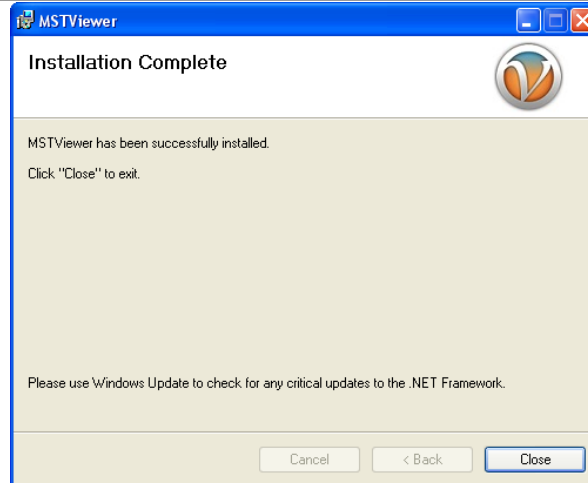 MSTViewer
Installation Complete
MSTViewer has been successfully installed.
Click "Close" to exit.
Please use Windows Update to check for any critical updates to the .NET Framework.
Cancel
< Back
Close